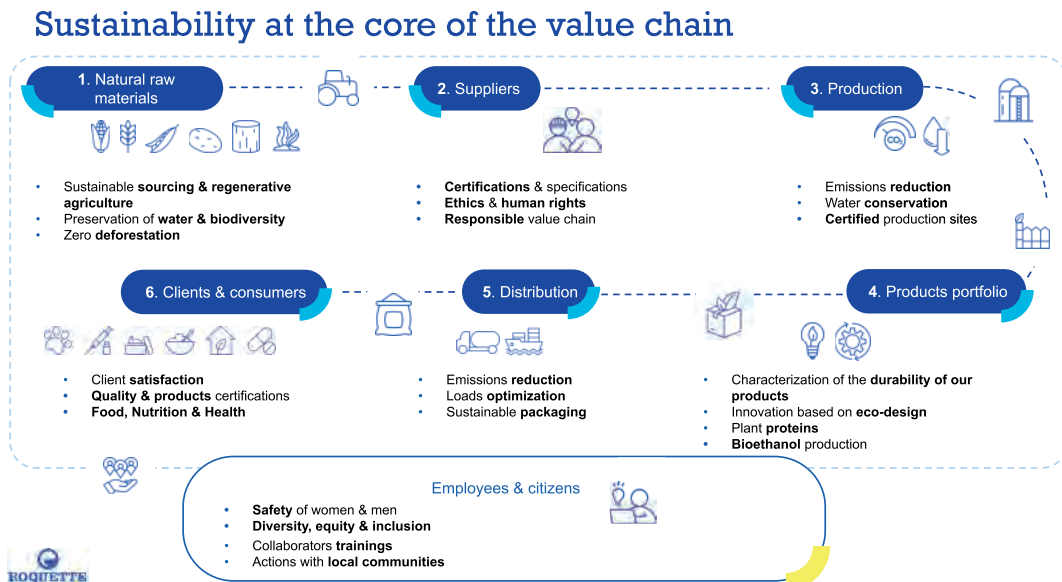 Sustainability at the core of the value chain
1. Natural raw
materials
2. Suppliers
3. Production
CO₂
• Sustainable sourcing & regenerative
agriculture
• Preservation of water & biodiversity
• Zero deforestation
• Certifications & specifications
• Ethics & human rights
• Responsible value chain
• Emissions reduction
• Water conservation
• Certified production sites
6. Clients & consumers
5. Distribution
4. Products portfolio
• Client satisfaction
• Quality & products certifications
• Food, Nutrition & Health
• Emissions reduction
• Loads optimization
• Sustainable packaging
• Characterization of the durability of our
products
• Innovation based on eco-design
• Plant proteins
• Bioethanol production
Employees & citizens
• Safety of women & men
• Diversity, equity & inclusion
• Collaborators trainings
• Actions with local communities
ROQUETTE